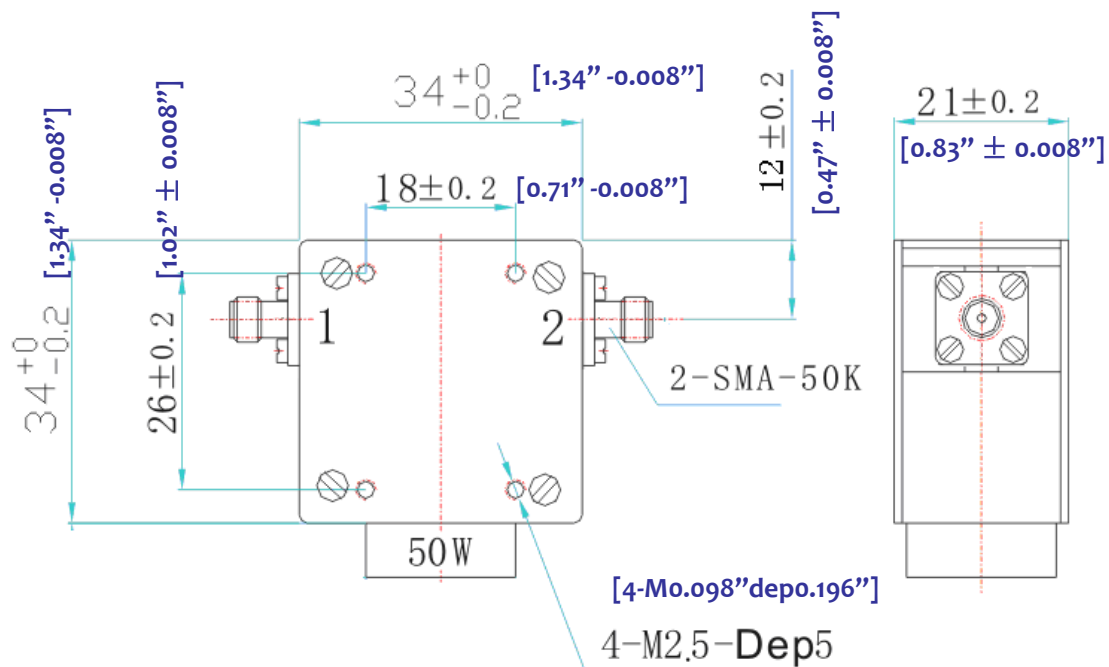 34 +0 -0.2
[1.34” -0.008”]
18±0.2
[0.71” -0.008”]
12±0.2
[0.47” ± 0.008”]
21±0.2
[0.83” ± 0.008”]
34 +0 -0.2
[1.34” -0.008”]
26±0.2
[1.02” ± 0.008”]
1
2
2-SMA-50K
50W
[4-M0.098”dep0.196”]
4-M2.5-Dep5